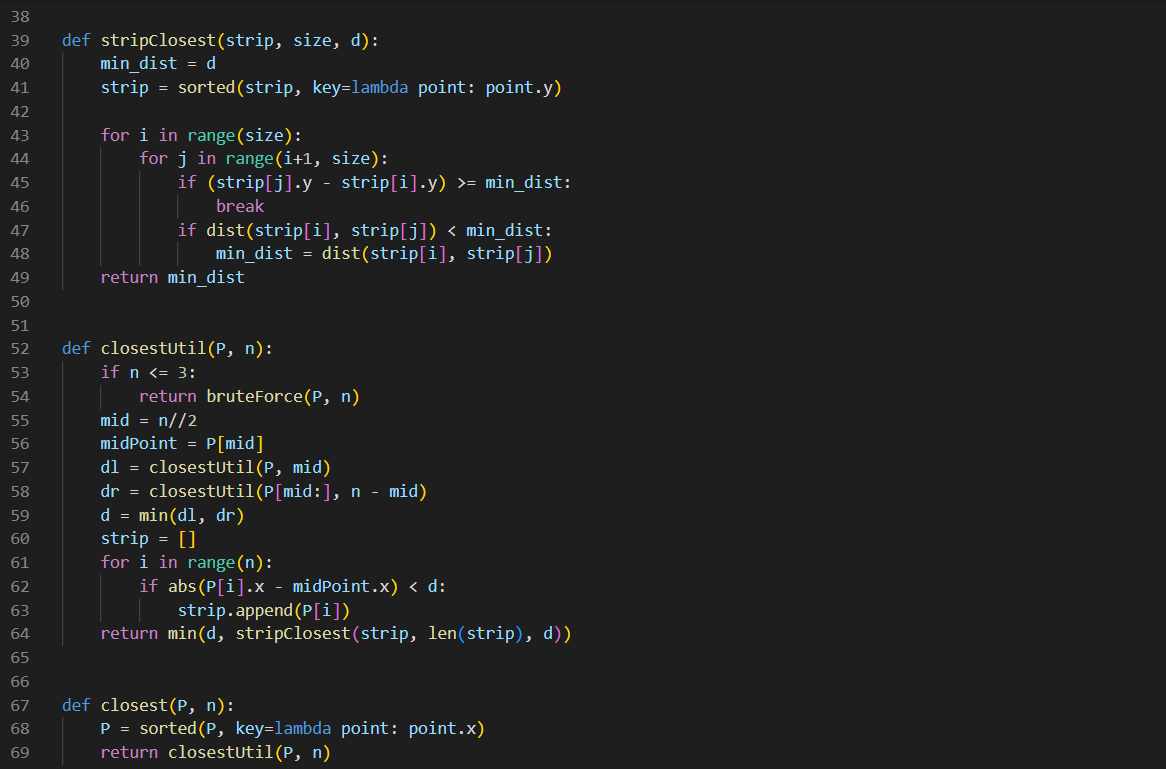 38
39 def stripClosest(strip, size, d):
40     min_dist = d
41     strip = sorted(strip, key=lambda point: point.y)
42
43     for i in range(size):
44         for j in range(i+1, size):
45             if (strip[j].y - strip[i].y) >= min_dist:
46                 break
47             if dist(strip[i], strip[j]) < min_dist:
48                 min_dist = dist(strip[i], strip[j])
49     return min_dist
50
51
52 def closestUtil(P, n):
53     if n <= 3:
54         return bruteForce(P, n)
55     mid = n//2
56     midPoint = P[mid]
57     dl = closestUtil(P, mid)
58     dr = closestUtil(P[mid:], n - mid)
59     d = min(dl, dr)
60     strip = []
61     for i in range(n):
62         if abs(P[i].x - midPoint.x) < d:
63             strip.append(P[i])
64     return min(d, stripClosest(strip, len(strip), d))
65
66
67 def closest(P, n):
68     P = sorted(P, key=lambda point: point.x)
69     return closestUtil(P, n)